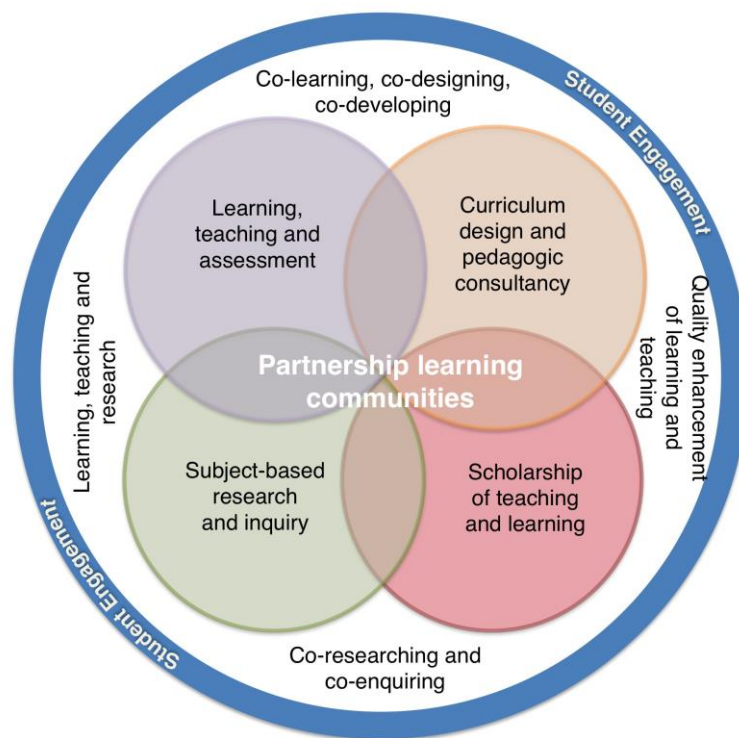 Co-learning, co-designing,
co-developing
Student Engagement
Learning,
teaching and
assessment
Curriculum
design and
pedagogic
consultancy
Learning, teaching and
research
Quality enhancement
of learning and
teaching
Partnership learning
communities
Subject-based
research
and inquiry
Scholarship
of teaching
and learning
Student Engagement
Co-researching and
co-enquiring